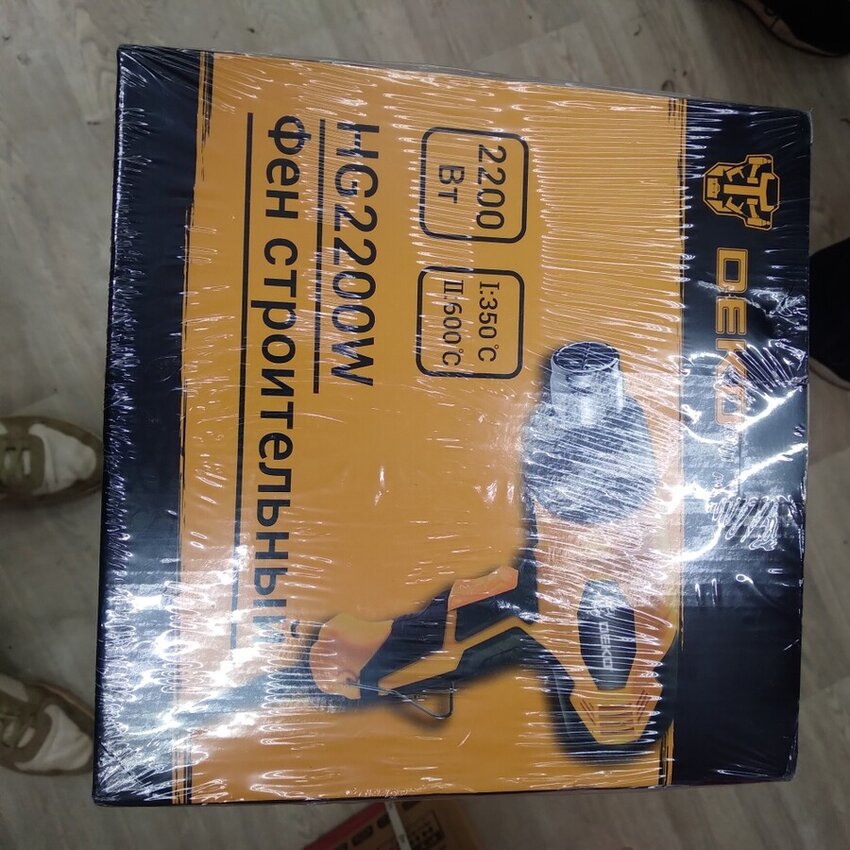 DEKO
2200
Вт
I:350°C
II:600°C
HG2200W
Фен строительный
DEKO